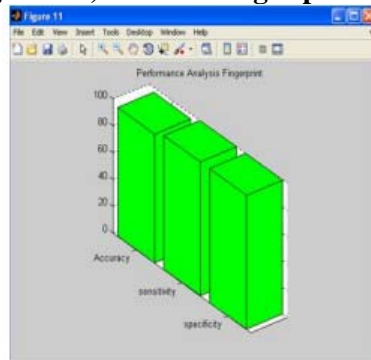 Figure 11
File Edit View Insert Tools Desktop Window Help
Performance Analysis Fingerprint
100
80
60
40
20
0
Accuracy
sensitivity
specificity